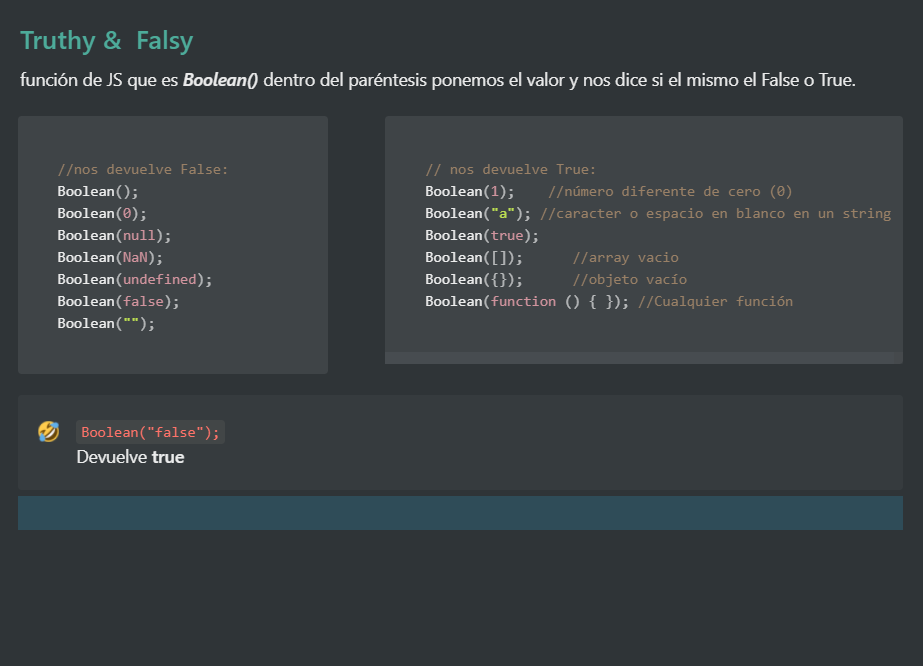 Truthy &  Falsy
función de JS que es Boolean() dentro del paréntesis ponemos el valor y nos dice si el mismo el False o True.
//nos devuelve False:
Boolean();
Boolean(0);
Boolean(null);
Boolean(NaN);
Boolean(undefined);
Boolean(false);
Boolean("");
// nos devuelve True:
Boolean(1);    //número diferente de cero (0)
Boolean("a"); //caracter o espacio en blanco en un string
Boolean(true);
Boolean([]);      //array vacio
Boolean({});      //objeto vacío
Boolean(function () { }); //Cualquier función
🤣 Boolean("false");
Devuelve true